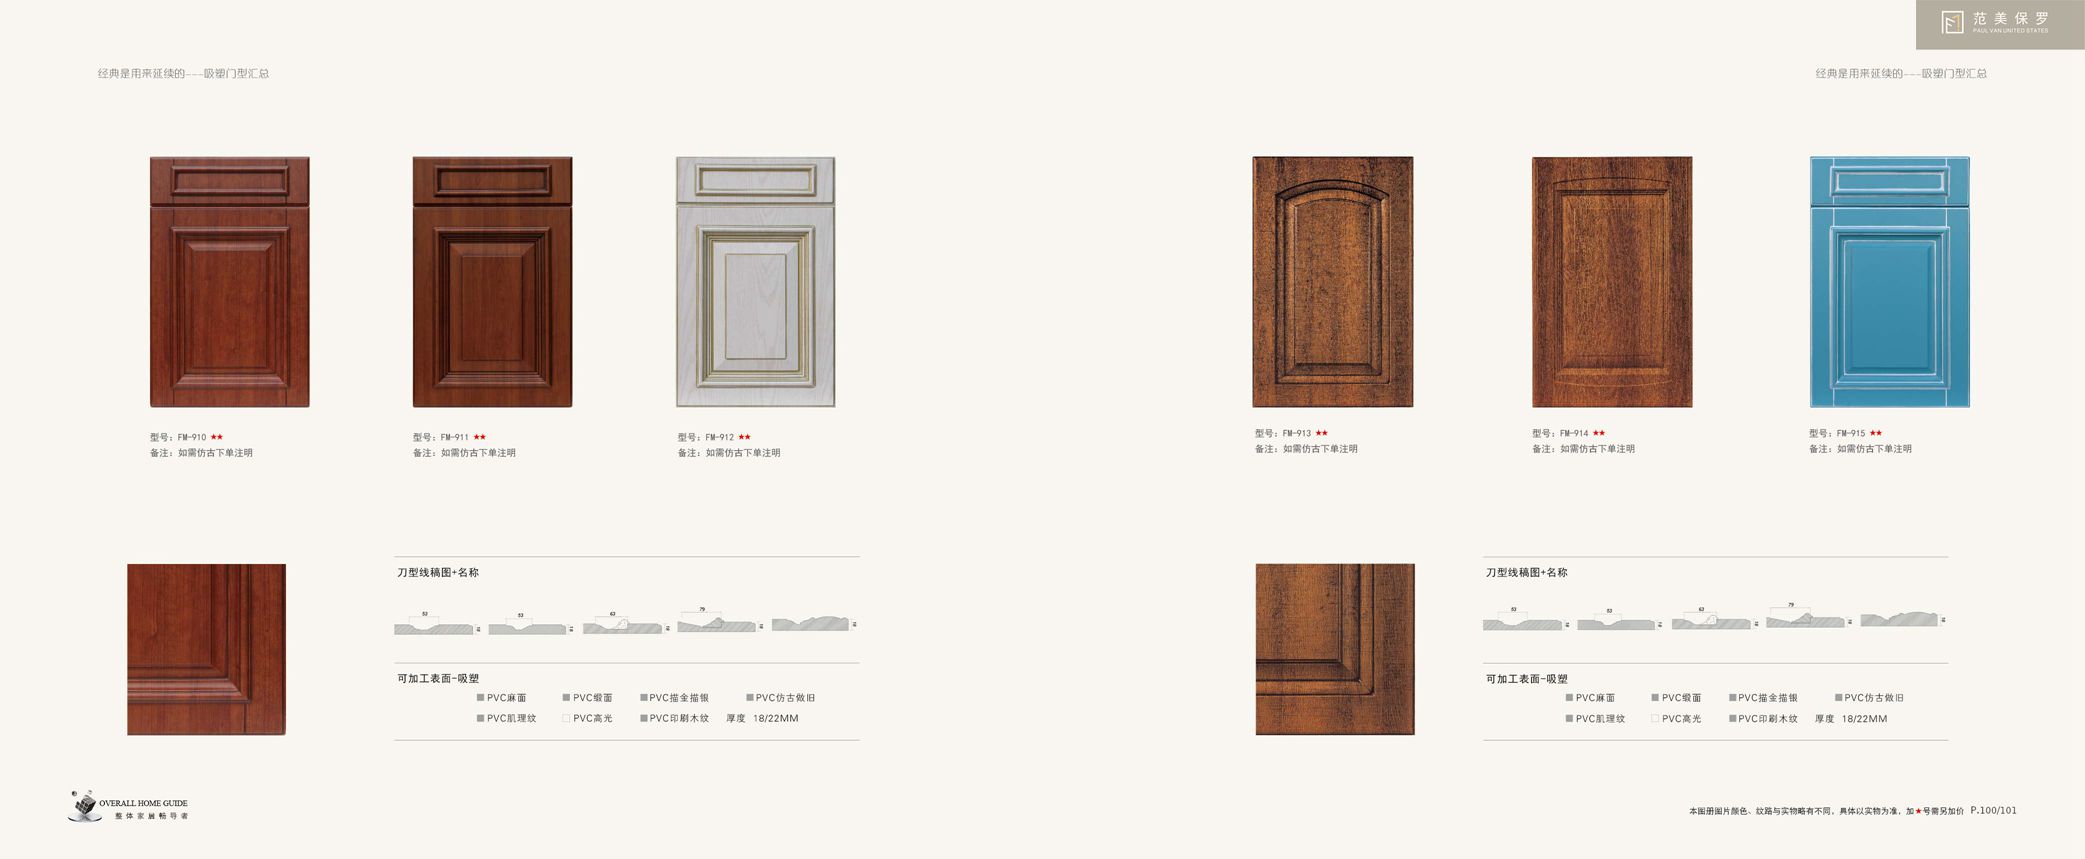 范美保罗
PAUL VAN UNITED STATES
经典是用来延续的---吸塑门型汇总
经典是用来延续的---吸塑门型汇总
型号：FM-910 ★★
备注：如需仿古下单注明
型号：FM-911 ★★
备注：如需仿古下单注明
型号：FM-912 ★★
备注：如需仿古下单注明
型号：FM-913 ★★
备注：如需仿古下单注明
型号：FM-914 ★★
备注：如需仿古下单注明
型号：FM-915 ★★
备注：如需仿古下单注明
刀型线稿图+名称
53 53 63 79
可加工表面-吸塑
■PVC麻面 ■PVC缎面 ■PVC描金描银 ■PVC仿古做旧
■PVC肌理纹 □PVC高光 ■PVC印刷木纹 厚度 18/22MM
刀型线稿图+名称
53 53 63 79
可加工表面-吸塑
■PVC麻面 ■PVC缎面 ■PVC描金描银 ■PVC仿古做旧
■PVC肌理纹 □PVC高光 ■PVC印刷木纹 厚度 18/22MM
OVERALL HOME GUIDE
整体家居畅导者
本图册图片颜色、纹路与实物略有不同，具体以实物为准，加★号需另加价 P.100/101